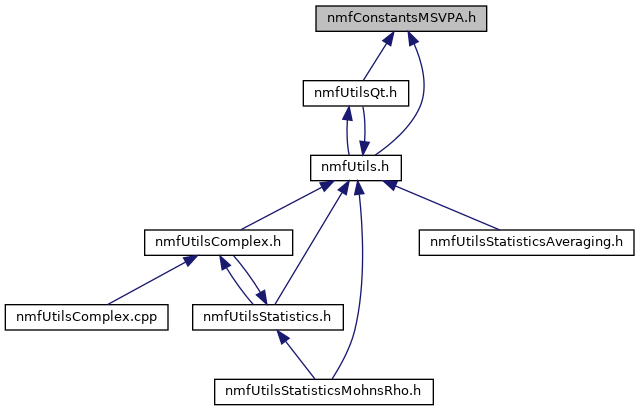 nmfConstantsMSVPA.h
nmfUtilsQt.h
nmfUtils.h
nmfUtilsComplex.h
nmfUtilsStatisticsAveraging.h
nmfUtilsComplex.cpp
nmfUtilsStatistics.h
nmfUtilsStatisticsMohnsRho.h